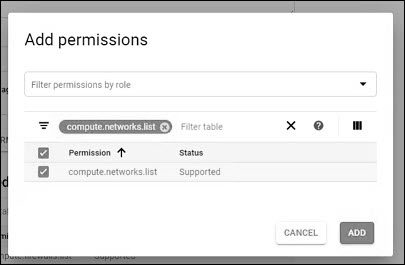 Add permissions
Filter permissions by role
compute.networks.list Filter table
Permission Status
compute.networks.list Supported
CANCEL ADD
Supported